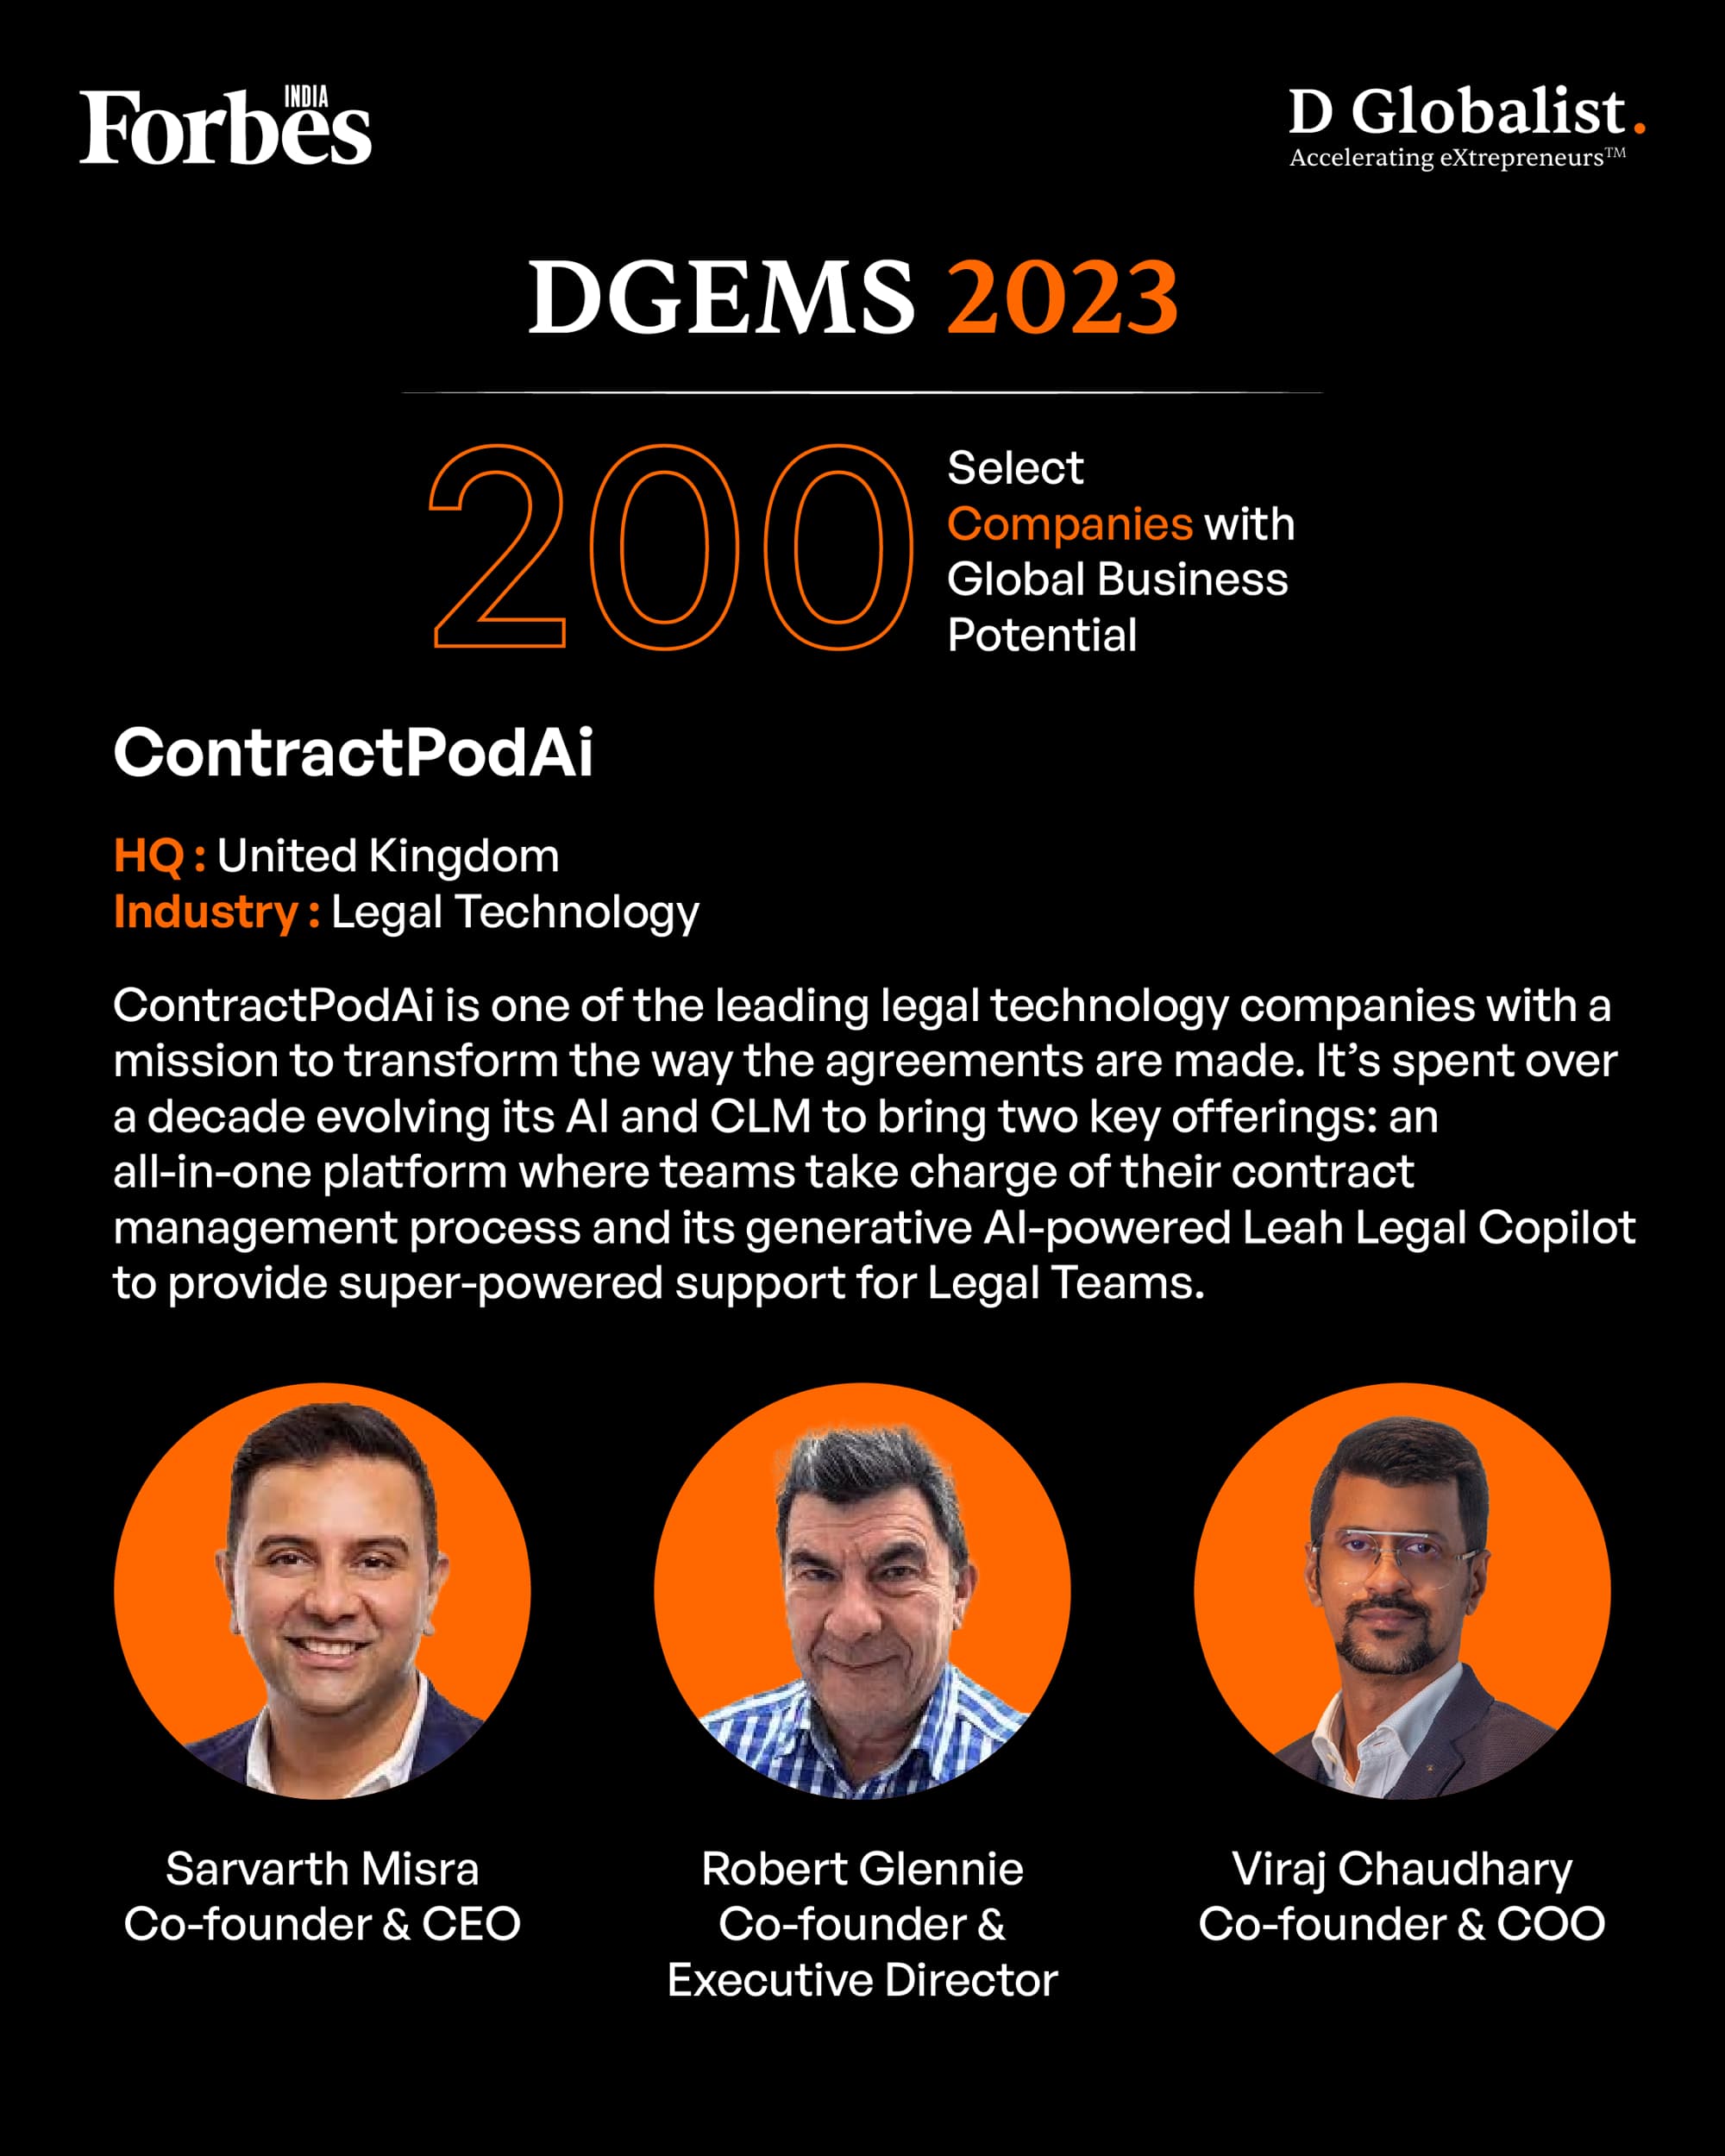 Forbes
INDIA
D Globalist.
Accelerating eXtrepreneurs™
DGEMS 2023
200
Select
Companies with
Global Business
Potential
ContractPodAi
HQ : United Kingdom
Industry : Legal Technology
ContractPodAi is one of the leading legal technology companies with a
mission to transform the way the agreements are made. It’s spent over
a decade evolving its AI and CLM to bring two key offerings: an
all-in-one platform where teams take charge of their contract
management process and its generative AI-powered Leah Legal Copilot
to provide super-powered support for Legal Teams.
Sarvarth Misra
Co-founder & CEO
Robert Glennie
Co-founder &
Executive Director
Viraj Chaudhary
Co-founder & COO